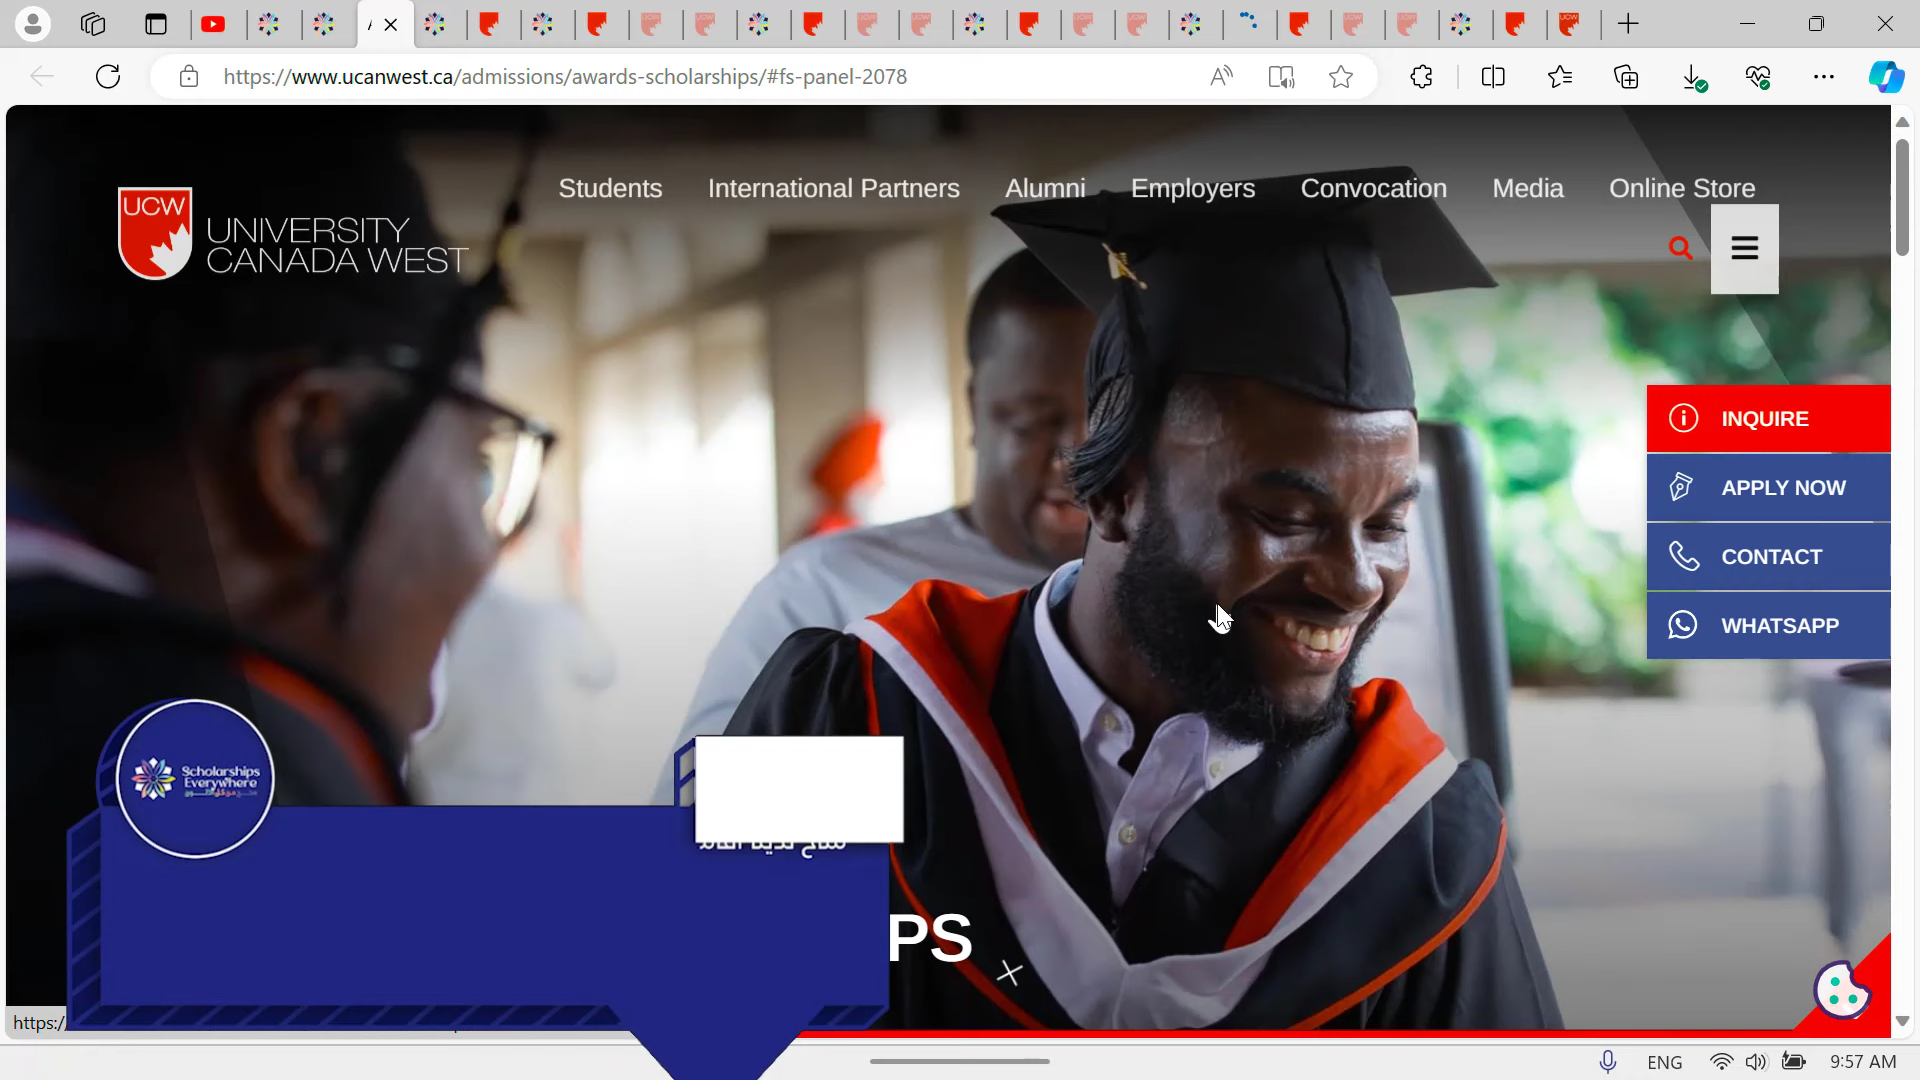 https://www.ucanwest.ca/admissions/awards-scholarships/#fs-panel-2078
Students
International Partners
Alumni
Employers
Convocation
Media
Online Store
UCW
UNIVERSITY
CANADA WEST
INQUIRE
APPLY NOW
CONTACT
WHATSAPP
Scholarships
Everywhere
PS
https:/
ENG
9:57 AM